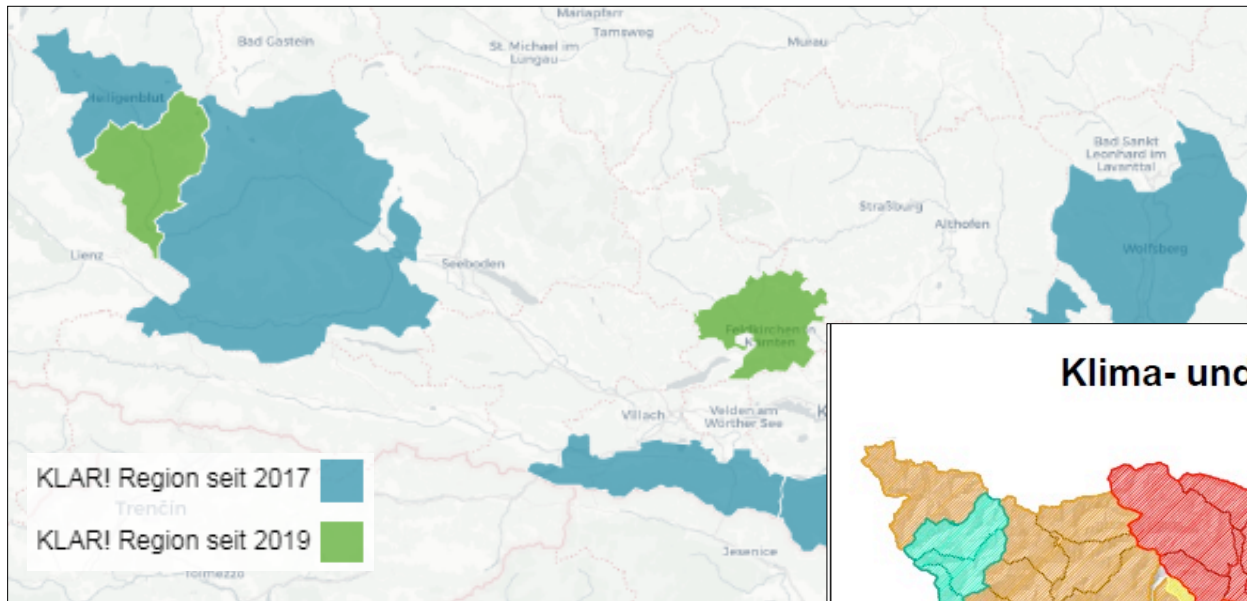 Mariapfarr
Tamsweg
Bad Gastein
St. Michael im
Lungau
Murau
Heiligenblut
Bad Sankt
Leonhard im
Lavanttal
Straßburg
Althofen
Wolfsberg
Lienz
Seeboden
Feldkirchen in
Kärnten
Klima- und
Villach
Velden am
Wörther See
K
KLAR! Region seit 2017
Trenčín
KLAR! Region seit 2019
Jesenice
Tolmezzo